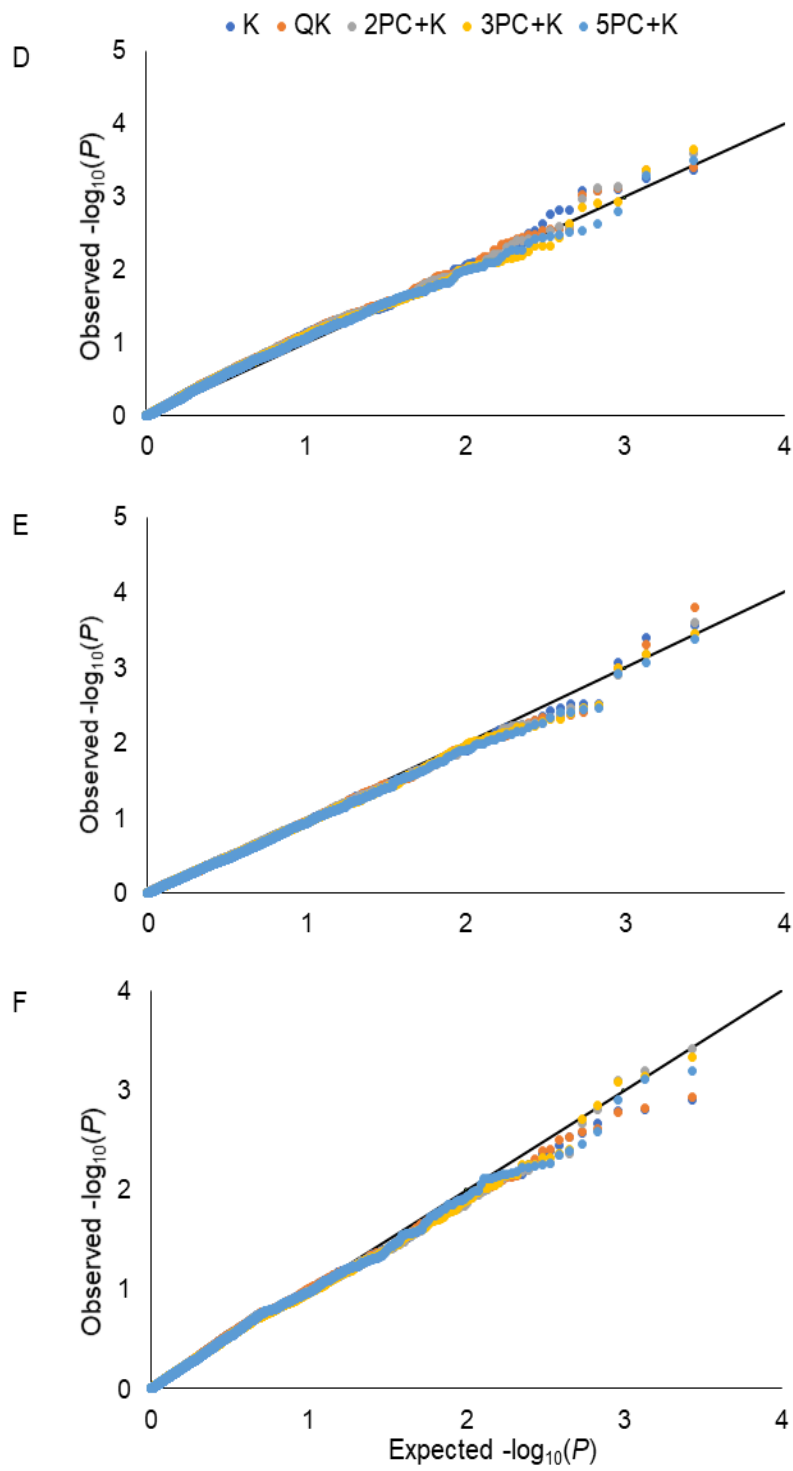 K QK 2PC+K 3PC+K 5PC+K
D
Observed -log10(P)
5
4
3
2
1
0
0 1 2 3 4
E
Observed -log10(P)
5
4
3
2
1
0
0 1 2 3 4
F
Observed -log10(P)
4
3
2
1
0
0 1 2 3 4
Expected -log10(P)